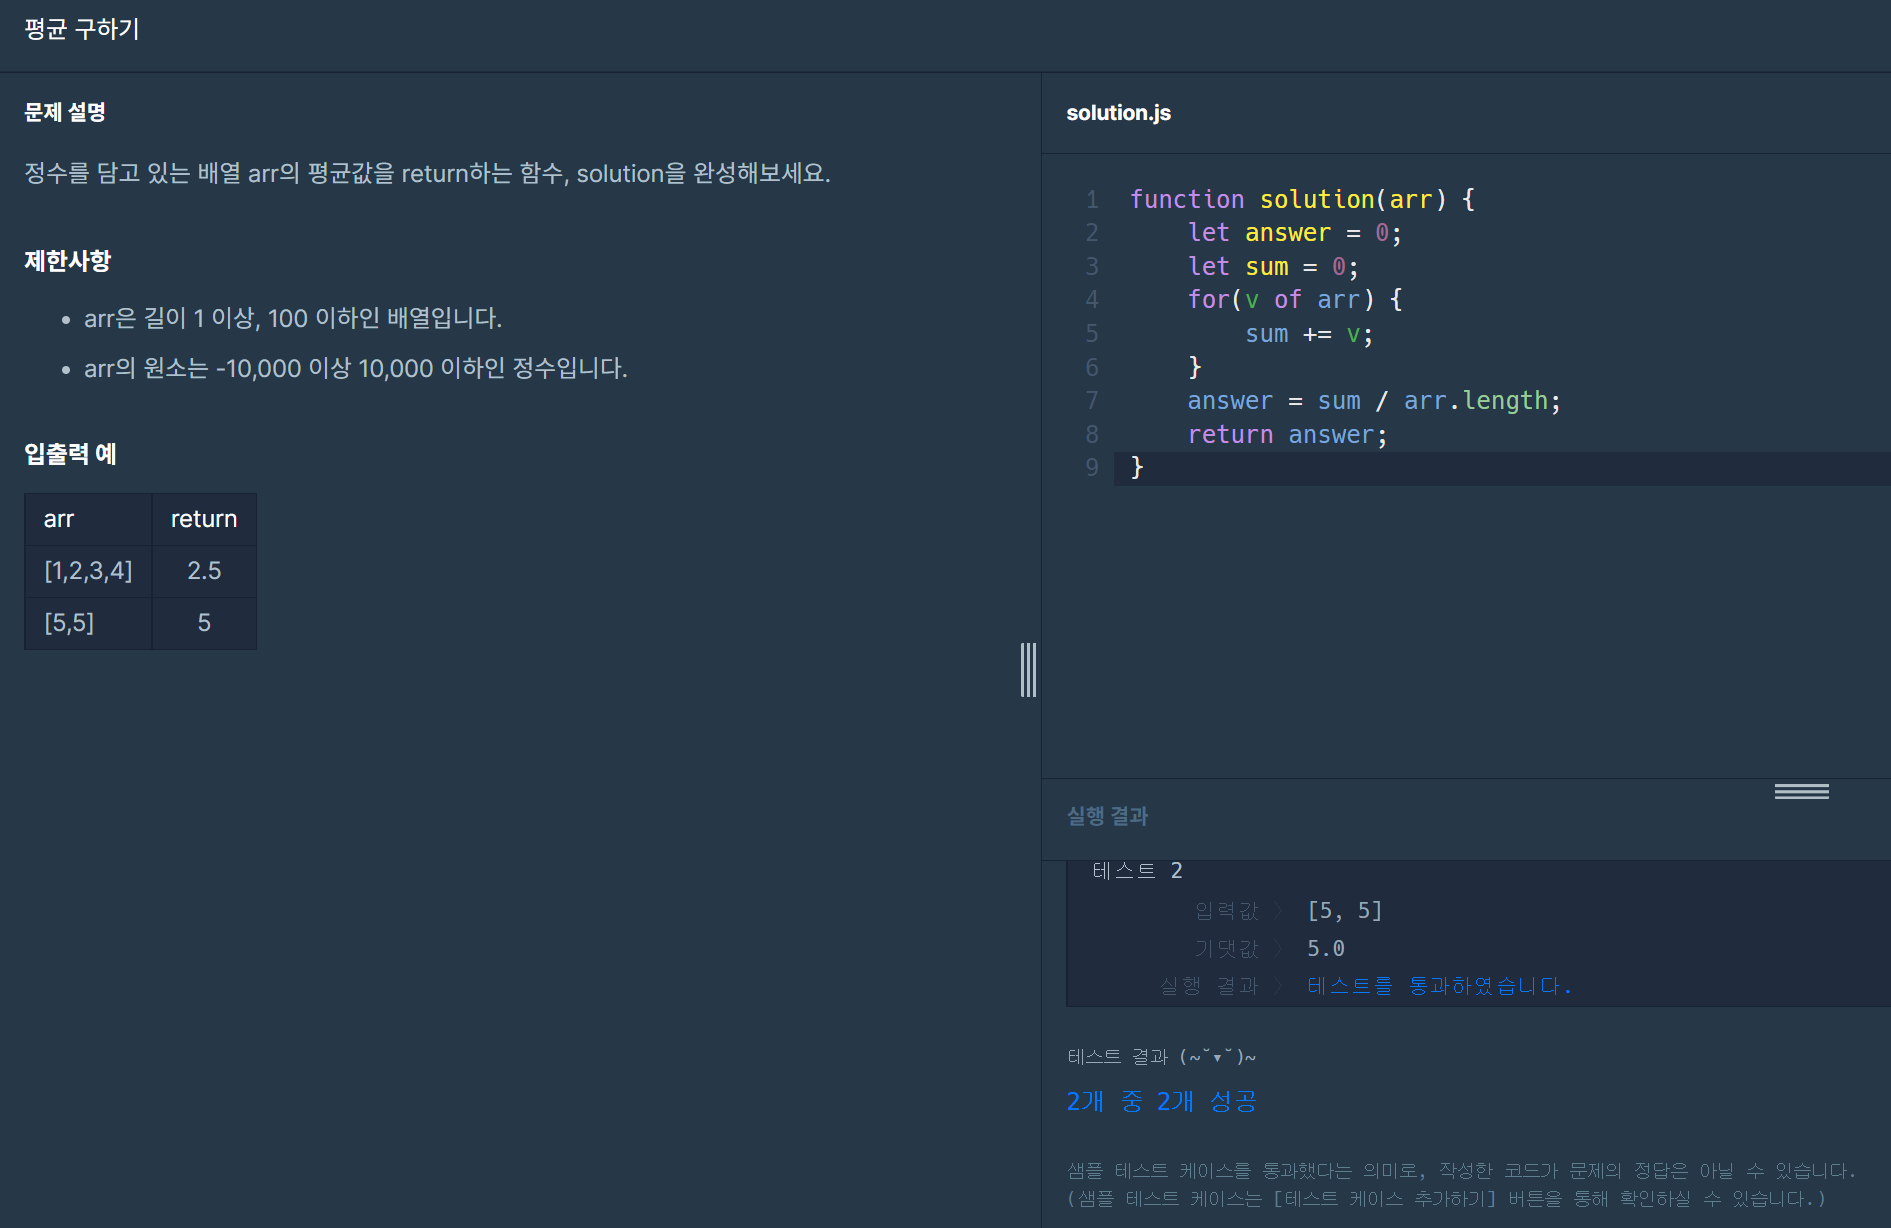 평균 구하기
문제 설명
정수를 담고 있는 배열 arr의 평균값을 return하는 함수, solution을 완성해보세요.
제한사항
• arr은 길이 1 이상, 100 이하인 배열입니다.
• arr의 원소는 -10,000 이상 10,000 이하인 정수입니다.
입출력 예
arr return
[1,2,3,4] 2.5
[5,5] 5
solution.js
1 function solution(arr) {
2     let answer = 0;
3     let sum = 0;
4     for(v of arr) {
5         sum += v;
6     }
7     answer = sum / arr.length;
8     return answer;
9 }
실행 결과
테스트 2
입력값 〉 [5, 5]
기댓값 〉 5.0
실행 결과 〉 테스트를 통과하였습니다.
테스트 결과 (~˘▾˘)~
2개 중 2개 성공
샘플 테스트 케이스를 통과했다는 의미로, 작성한 코드가 문제의 정답은 아닐 수 있습니다.
(샘플 테스트 케이스는 [테스트 케이스 추가하기] 버튼을 통해 확인하실 수 있습니다.)